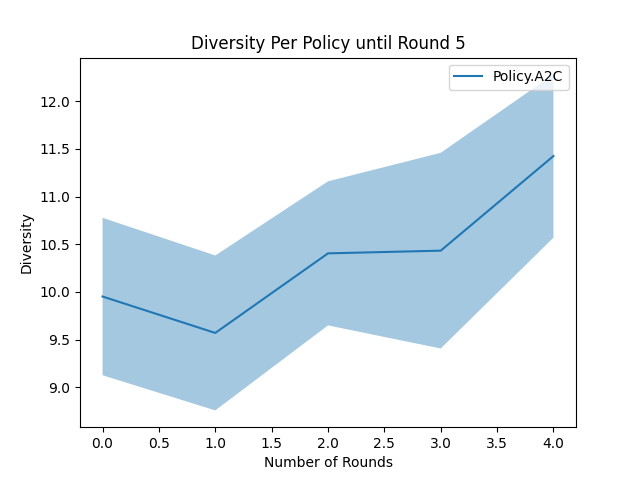 Diversity Per Policy until Round 5
Policy.A2C
12.0
11.5
11.0
10.5
10.0
9.5
9.0
Diversity
0.0 0.5 1.0 1.5 2.0 2.5 3.0 3.5 4.0
Number of Rounds